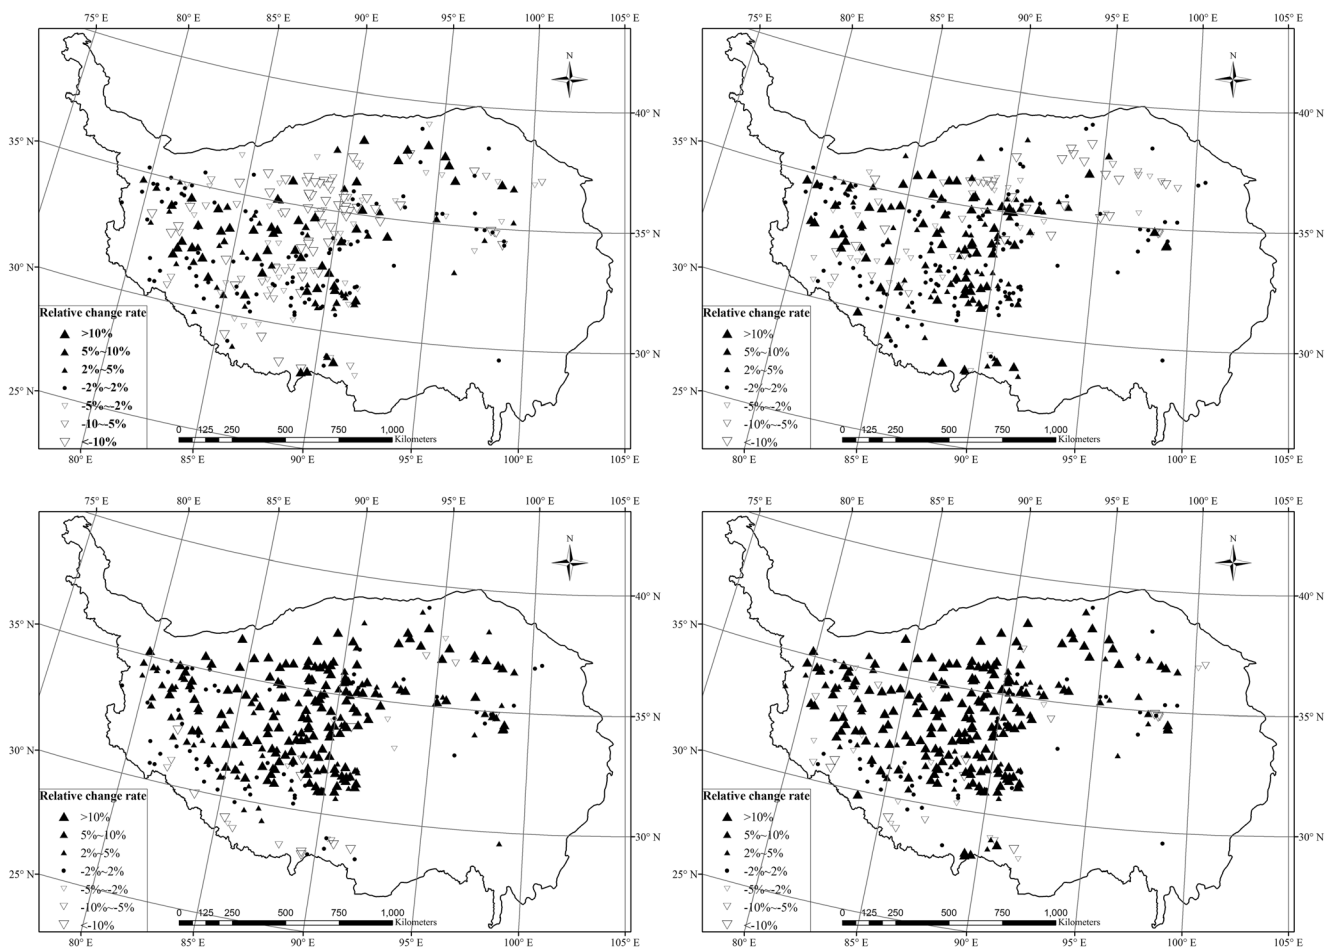 75° E 80° E 85° E 90° E 95° E 100° E 105° E
N
40° N
35° N
35° N
30° N
30° N
25° N
Relative change rate
>10%
5%~10%
2%~5%
-2%~2%
-5%~-2%
-10~-5%
<-10%
0 125 250 500 750 1,000
Kilometers
80° E 85° E 90° E 95° E 100° E 105° E
75° E 80° E 85° E 90° E 95° E 100° E 105° E
N
40° N
35° N
35° N
30° N
30° N
25° N
Relative change rate
>10%
5%~10%
2%~5%
-2%~2%
-5%~-2%
-10%~-5%
<-10%
0 125 250 500 750 1,000
Kilometers
80° E 85° E 90° E 95° E 100° E 105° E
75° E 80° E 85° E 90° E 95° E 100° E 105° E
N
40° N
35° N
35° N
30° N
30° N
25° N
Relative change rate
>10%
5%~10%
2%~5%
-2%~2%
-5%~-2%
-10%~-5%
<-10%
0 125 250 500 750 1,000
Kilometers
80° E 85° E 90° E 95° E 100° E 105° E
75° E 80° E 85° E 90° E 95° E 100° E 105° E
N
40° N
35° N
35° N
30° N
30° N
25° N
Relative change rate
>10%
5%~10%
2%~5%
-2%~2%
-5%~-2%
-10%~-5%
<-10%
0 125 250 500 750 1,000
Kilometers
80° E 85° E 90° E 95° E 100° E 105° E